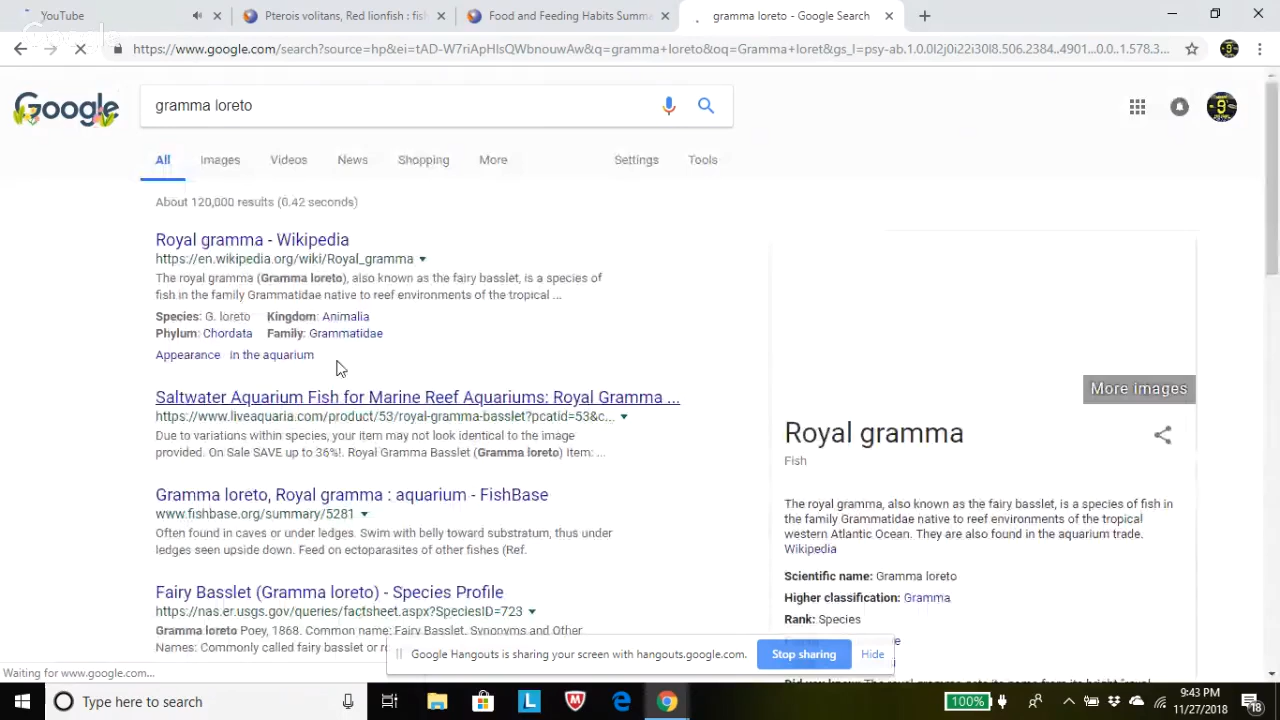 YouTube
Pterois volitans, Red lionfish : fis
Food and Feeding Habits Summa
gramma loreto - Google Search
https://www.google.com/search?source=hp&ei=tAD-W7riApHlsQWbnouwAw&q=gramma+loreto&oq=Gramma+loret&gs_l=psy-ab.1.0.0l2j0i22i30l8.506.2384..4901...0.0..1.578.3...
Google
gramma loreto
All Images Videos News Shopping More Settings Tools
About 120,000 results (0.42 seconds)
Royal gramma - Wikipedia
https://en.wikipedia.org/wiki/Royal_gramma
The royal gramma (Gramma loreto), also known as the fairy basslet, is a species of
fish in the family Grammatidae native to reef environments of the tropical ...
Species: G. loreto Kingdom: Animalia
Phylum: Chordata Family: Grammatidae
Appearance In the aquarium
Saltwater Aquarium Fish for Marine Reef Aquariums: Royal Gramma ...
https://www.liveaquaria.com/product/53/royal-gramma-basslet?pcatid=53&c...
Due to variations within species, your item may not look identical to the image
provided. On Sale SAVE up to 36%!. Royal Gramma Basslet (Gramma loreto) Item: ...
Gramma loreto, Royal gramma : aquarium - FishBase
www.fishbase.org/summary/5281
Often found in caves or under ledges. Swim with belly toward substratum, thus under
ledges seen upside down. Feed on ectoparasites of other fishes (Ref.
Fairy Basslet (Gramma loreto) - Species Profile
https://nas.er.usgs.gov/queries/factsheet.aspx?SpeciesID=723
Gramma loreto Poey, 1868. Common name: Fairy Basslet. Synonyms and Other
Names: Commonly called fairy basslet or
More images
Royal gramma
Fish
The royal gramma, also known as the fairy basslet, is a species of fish in
the family Grammatidae native to reef environments of the tropical
western Atlantic Ocean. They are also found in the aquarium trade.
Wikipedia
Scientific name: Gramma loreto
Higher classification: Gramma
Rank: Species
Google Hangouts is sharing your screen with hangouts.google.com.
Stop sharing
Hide
Waiting for www.google.com...
Type here to search
100%
9:43 PM
11/27/2018
18